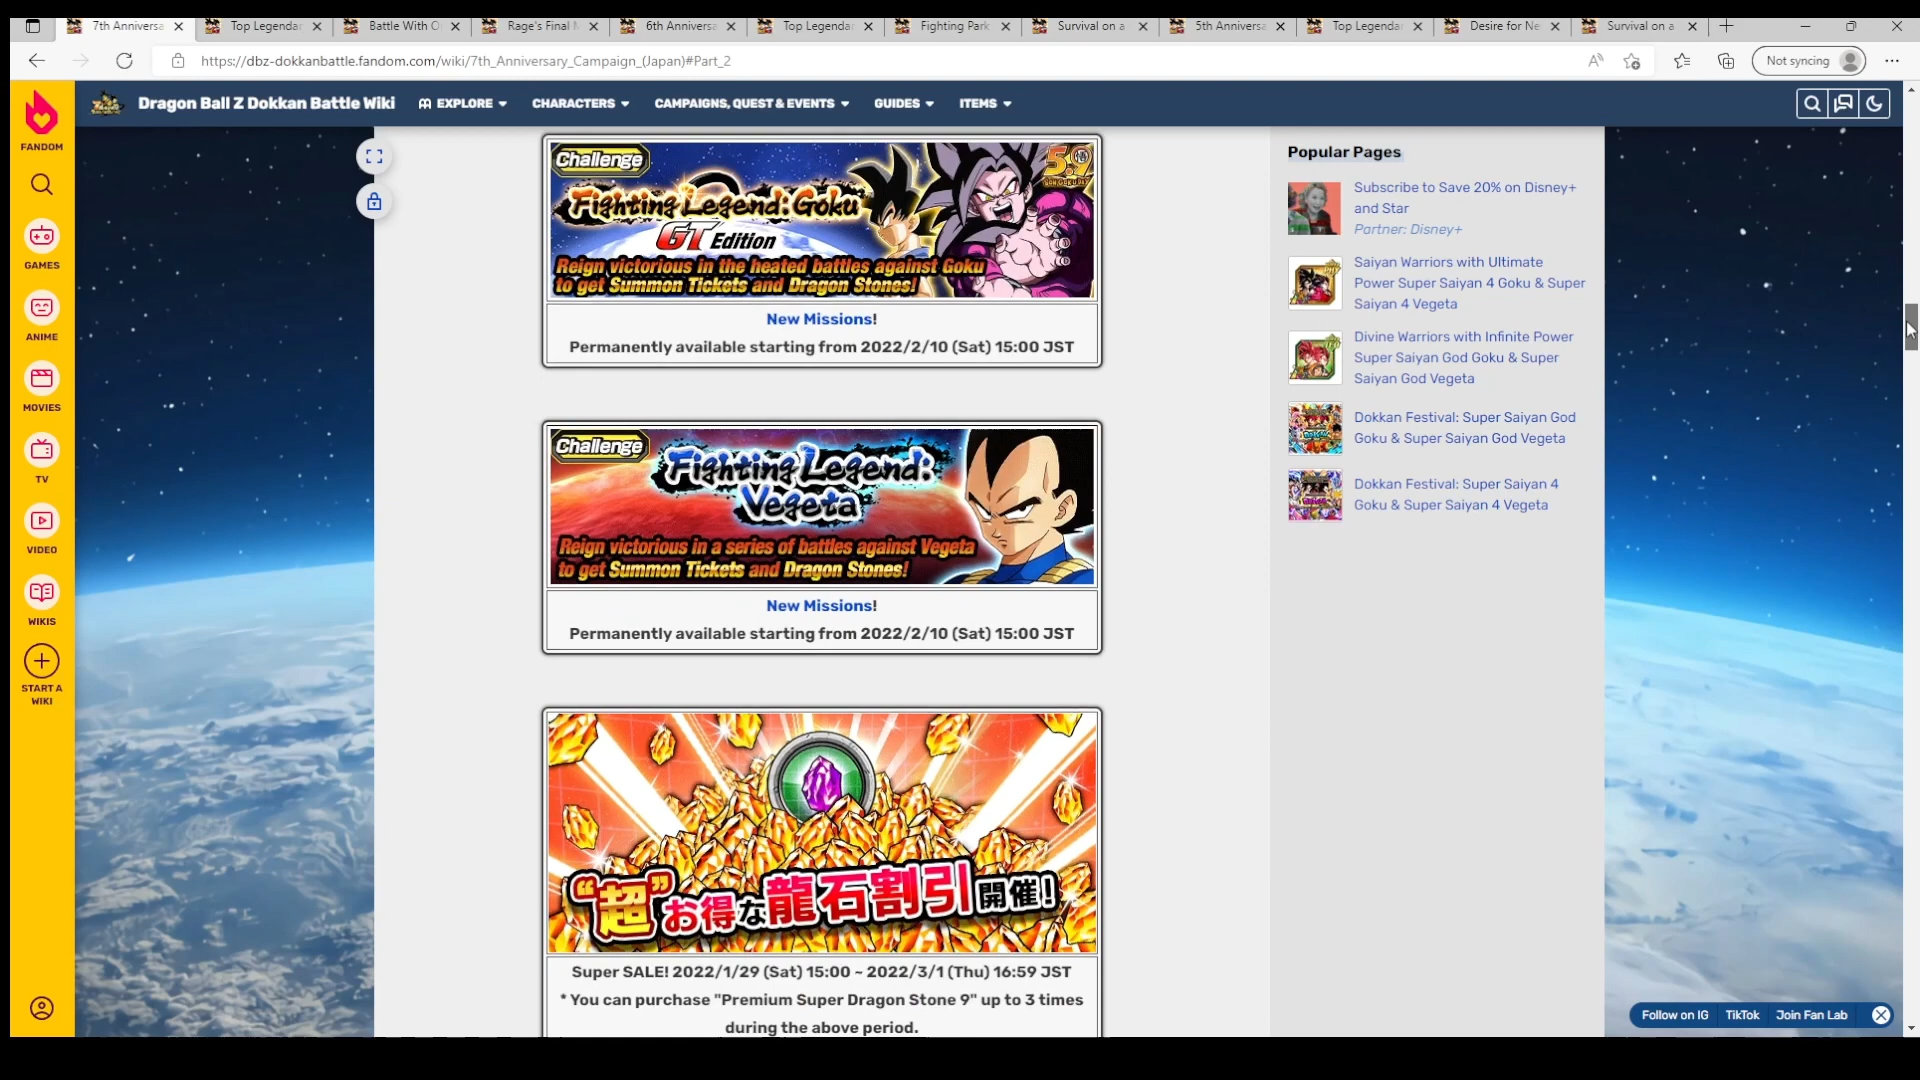 7th Anniversa
Top Legendar
Battle With O
Rage's Final M
6th Anniversa
Top Legendar
Fighting Park
Survival on a
5th Anniversa
Top Legendar
Desire for Ne
Survival on a
https://dbz-dokkanbattle.fandom.com/wiki/7th_Anniversary_Campaign_(Japan)#Part_2
Not syncing
Dragon Ball Z Dokkan Battle Wiki
EXPLORE
CHARACTERS
CAMPAIGNS, QUEST & EVENTS
GUIDES
ITEMS
FANDOM
GAMES
ANIME
MOVIES
TV
VIDEO
WIKIS
START A
WIKI
Challenge
Fighting Legend: Goku
GT Edition
5.9
Reign victorious in the heated battles against Goku
to get Summon Tickets and Dragon Stones!
New Missions!
Permanently available starting from 2022/2/10 (Sat) 15:00 JST
Challenge
Fighting Legend:
Vegeta
Reign victorious in a series of battles against Vegeta
to get Summon Tickets and Dragon Stones!
New Missions!
Permanently available starting from 2022/2/10 (Sat) 15:00 JST
“超”お得な龍石割引開催!
Super SALE! 2022/1/29 (Sat) 15:00 ~ 2022/3/1 (Thu) 16:59 JST
* You can purchase "Premium Super Dragon Stone 9" up to 3 times
during the above period.
Popular Pages
Subscribe to Save 20% on Disney+
and Star
Partner: Disney+
Saiyan Warriors with Ultimate
Power Super Saiyan 4 Goku & Super
Saiyan 4 Vegeta
Divine Warriors with Infinite Power
Super Saiyan God Goku & Super
Saiyan God Vegeta
Dokkan Festival: Super Saiyan God
Goku & Super Saiyan God Vegeta
Dokkan Festival: Super Saiyan 4
Goku & Super Saiyan 4 Vegeta
Follow on IG
TikTok
Join Fan Lab